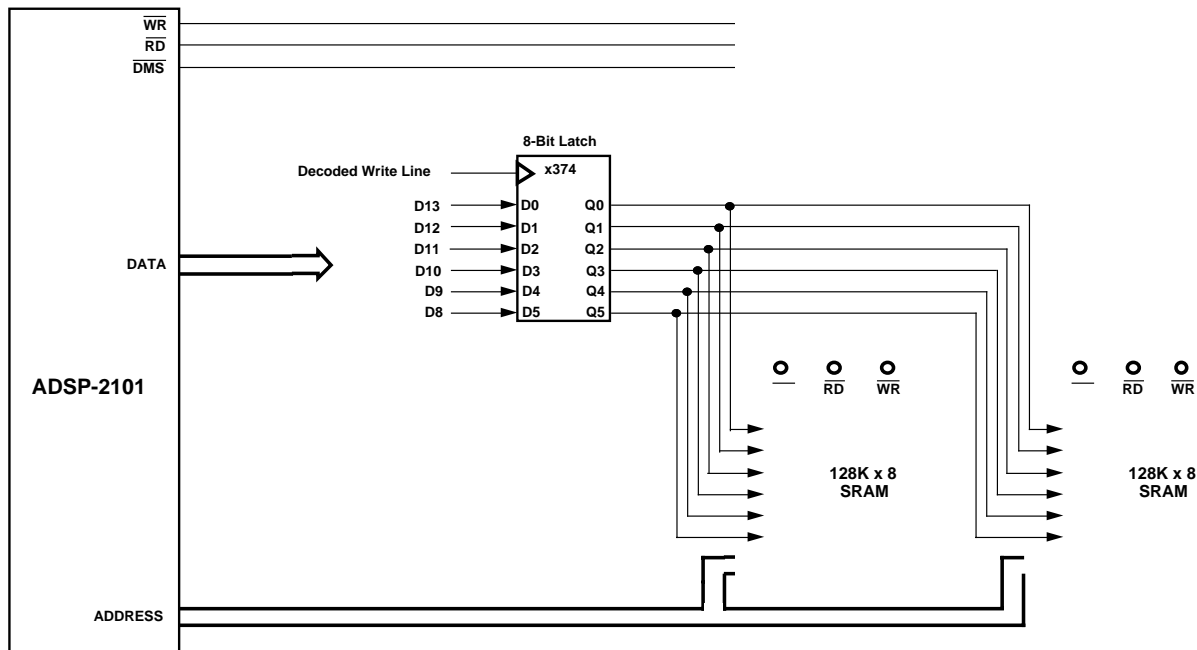 WR
RD
DMS
8-Bit Latch
Decoded Write Line
x374
D13 D0 Q0
D12 D1 Q1
D11 D2 Q2
D10 D3 Q3
D9 D4 Q4
D8 D5 Q5
DATA
ADSP-2101
RD WR
RD WR
128K x 8
SRAM
128K x 8
SRAM
ADDRESS